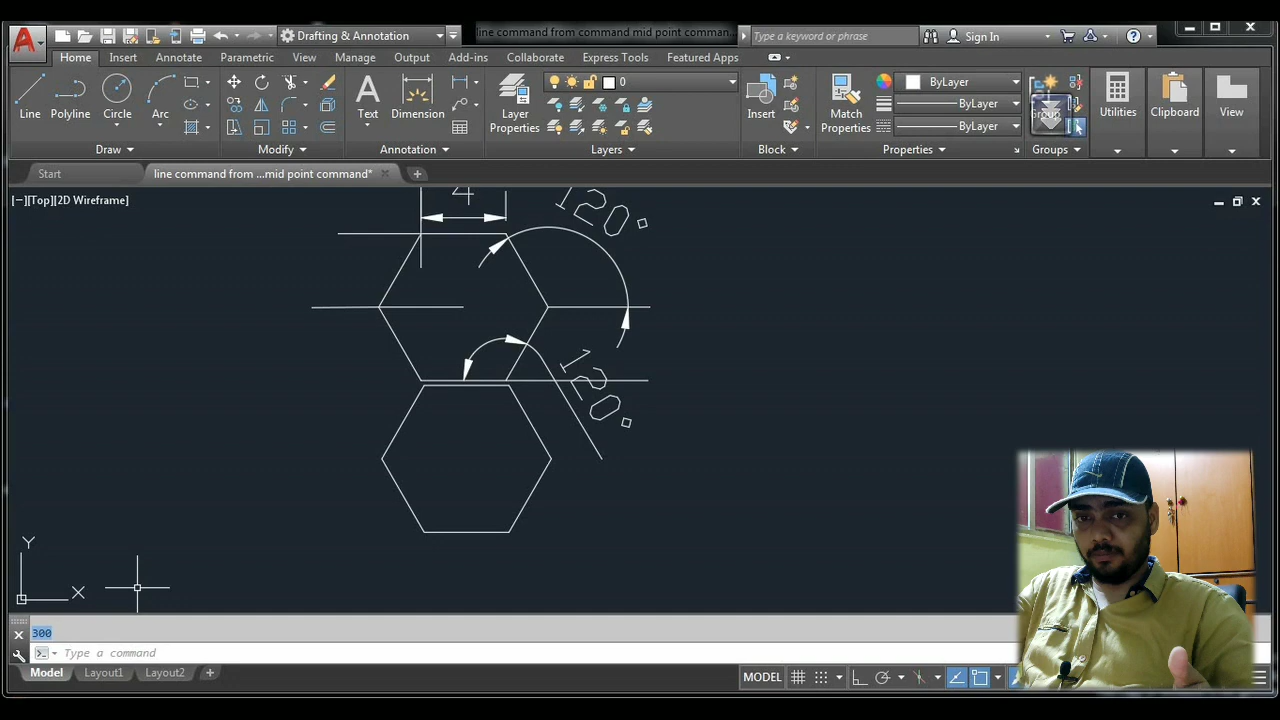 Drafting & Annotation
line command from command mid point comman...
Type a keyword or phrase
Sign In
Home Insert Annotate Parametric View Manage Output Add-ins Collaborate Express Tools Featured Apps
Line Polyline Circle Arc
Text Dimension
Layer Properties
0
Insert
Match Properties
ByLayer
ByLayer
ByLayer
Group
Utilities
Clipboard
View
Draw Modify Annotation Layers Block Properties Groups
Start line command from ...mid point command*
[−][Top][2D Wireframe]
4
120°
120°
Y
X
300
Type a command
Model Layout1 Layout2
MODEL